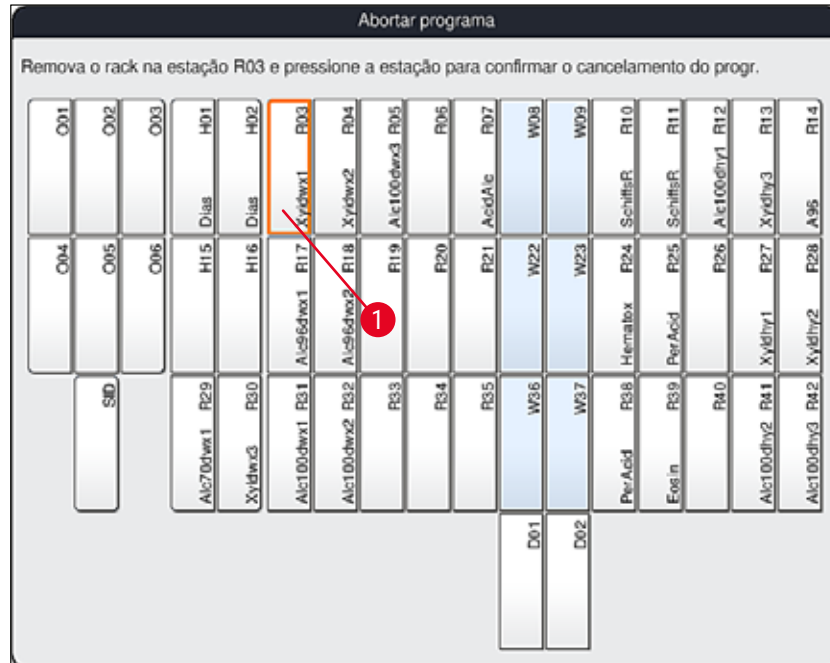 Abortar programa
Remova o rack na estação R03 e pressione a estação para confirmar o cancelamento do progr.
O01
O02
O03
Dias H01
Dias H02
Xyldwx1 R03
Xyldwx2 R04
Alc100dwx3 R05
R06
AcidAlc R07
W08
W09
SchiffsR R10
SchiffsR R11
Alc100dhy1 R12
Xyldhy3 R13
A96 R14
O04
O05
O06
H15
H16
Alc96dwx1 R17
Alc96dwx2 R18
R19
R20
R21
W22
W23
Hematox R24
PerAcid R25
R26
Xyldhy1 R27
Xyldhy2 R28
1
SID
Alc70dwx1 R29
Xyldwx3 R30
Alc100dwx1 R31
Alc100dwx2 R32
R33
R34
R35
W36
W37
PerAcid R38
Eosin R39
R40
Alc100dhy2 R41
Alc100dhy3 R42
D01
D02